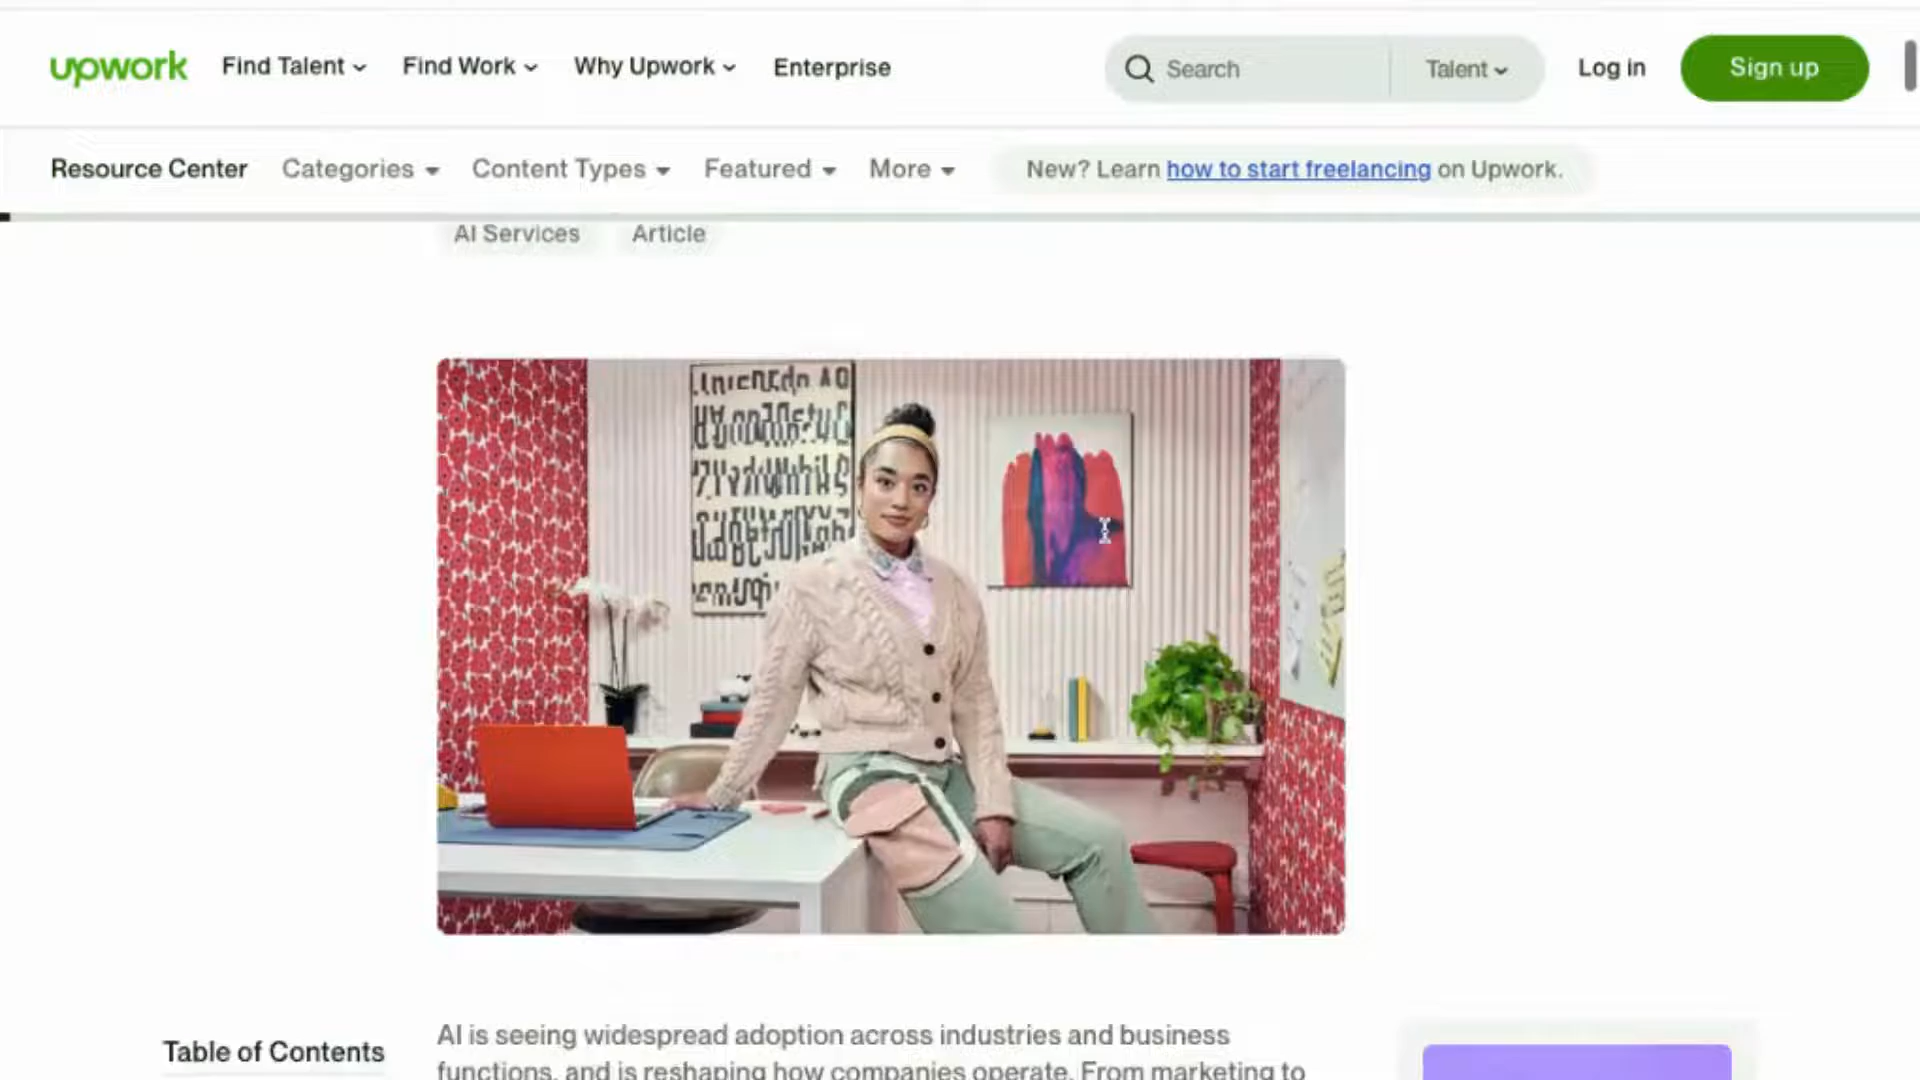 upwork Find Talent Find Work Why Upwork Enterprise Search Talent Log in Sign up
Resource Center Categories Content Types Featured More New? Learn how to start freelancing on Upwork.
AI Services Article
Table of Contents
AI is seeing widespread adoption across industries and business
functions, and is reshaping how companies operate. From marketing to